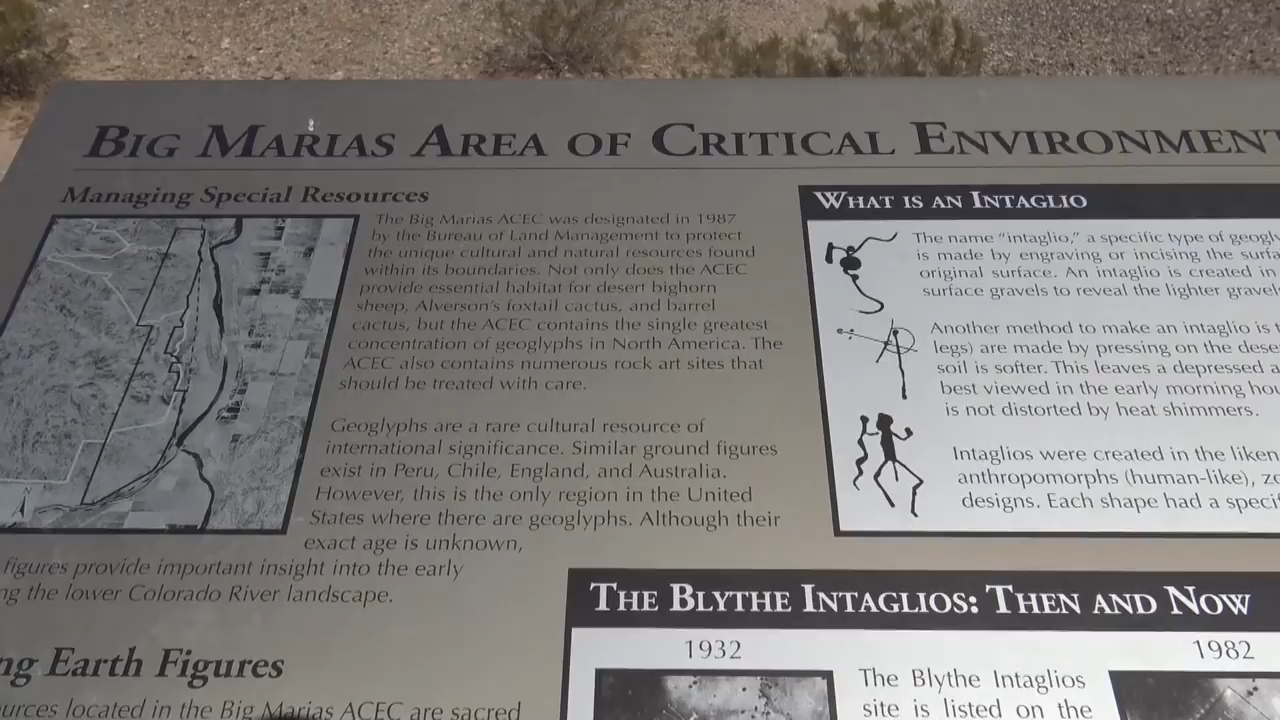 BIG MARIAS AREA OF CRITICAL ENVIRONMENT
Managing Special Resources
The Big Marias ACEC was designated in 1987
by the Bureau of Land Management to protect
the unique cultural and natural resources found
within its boundaries. Not only does the ACEC
provide essential habitat for desert bighorn
sheep, Alverson's foxtail cactus, and barrel
cactus, but the ACEC contains the single greatest
concentration of geoglyphs in North America. The
ACEC also contains numerous rock art sites that
should be treated with care.
Geoglyphs are a rare cultural resource of
international significance. Similar ground figures
exist in Peru, Chile, England, and Australia.
However, this is the only region in the United
States where there are geoglyphs. Although their
exact age is unknown,
figures provide important insight into the early
ng the lower Colorado River landscape.
ng Earth Figures
urces located in the Big Marias ACEC are sacred
WHAT IS AN INTAGLIO
The name "intaglio," a specific type of geogl
is made by engraving or incising the surfa
original surface. An intaglio is created in
surface gravels to reveal the lighter gravel
Another method to make an intaglio is
legs) are made by pressing on the dese
soil is softer. This leaves a depressed a
best viewed in the early morning hou
is not distorted by heat shimmers.
Intaglios were created in the liken
anthropomorphs (human-like), zo
designs. Each shape had a speci
THE BLYTHE INTAGLIOS: THEN AND NOW
1932
The Blythe Intaglios
site is listed on the
1982
N